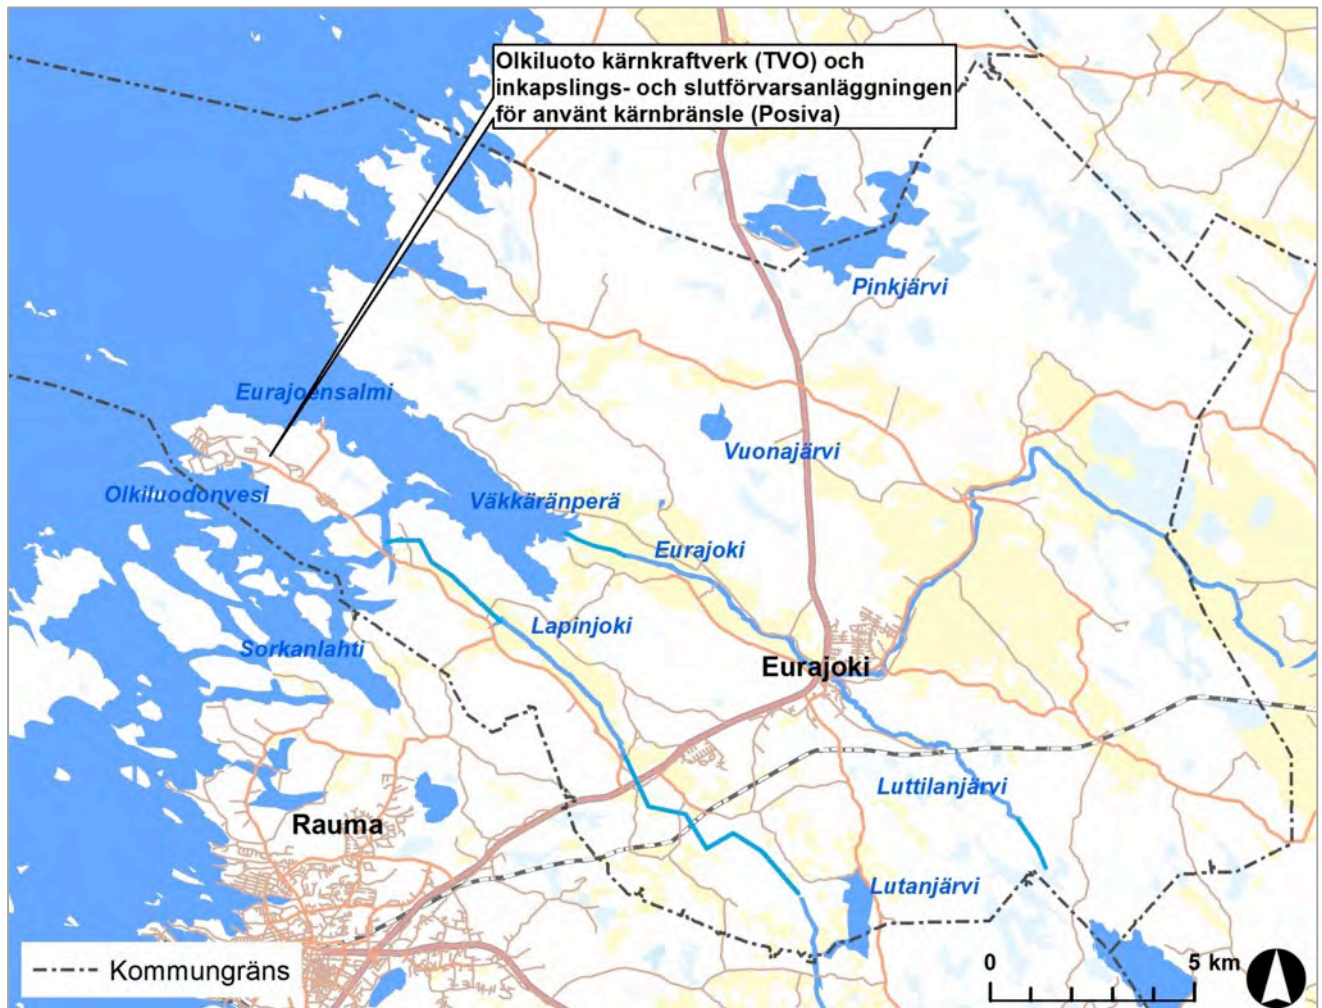 Olkiluoto kärnkraftverk (TVO) och
inkapslings- och slutförvarsanläggningen
för använt kärnbränsle (Posiva)
Pinkjärvi
Eurajoensalmi
Vuonajärvi
Olkiluodonvesi
Väkkäränperä
Eurajoki
Lapinjoki
Sorkanlahti
Eurajoki
Luttilanjärvi
Rauma
Lutanjärvi
Kommungräns
0 5 km